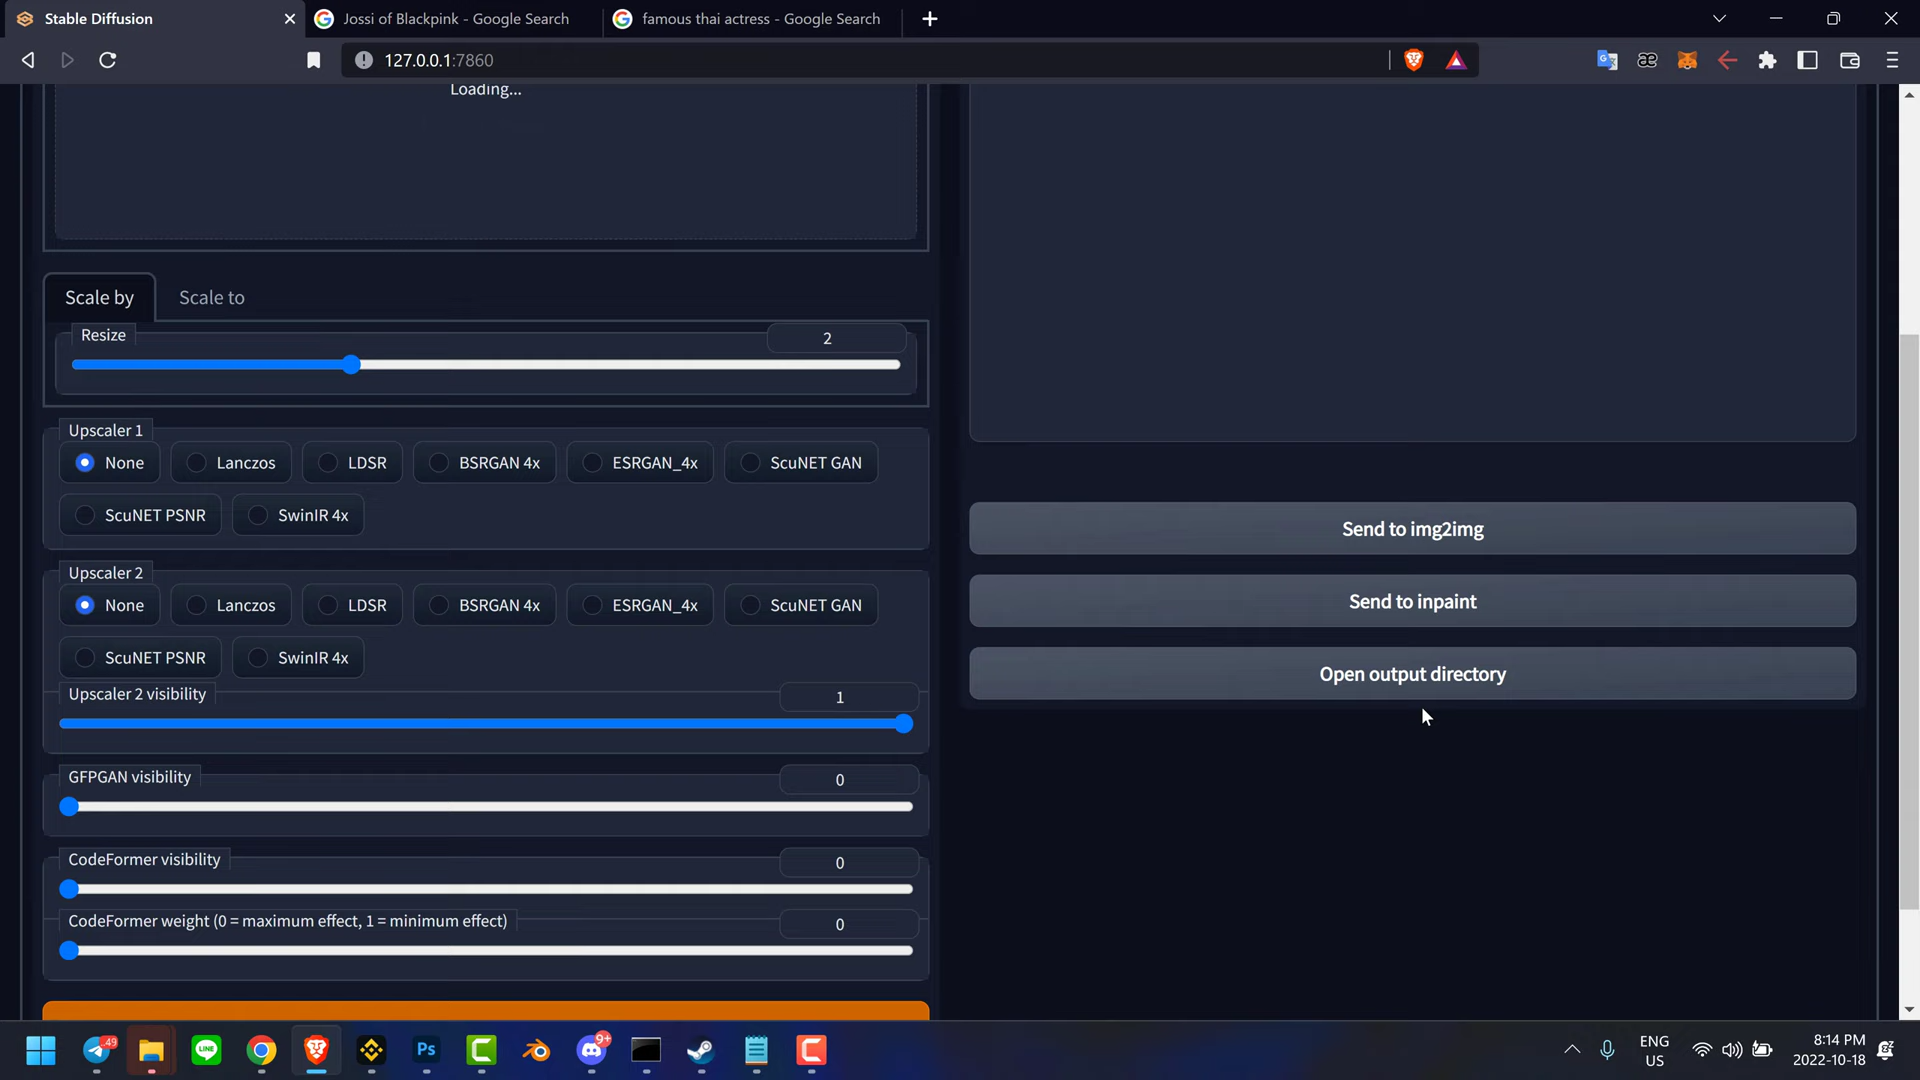 Stable Diffusion
Jossi of Blackpink - Google Search
famous thai actress - Google Search
127.0.0.1:7860
Loading...
Scale by
Scale to
Resize
2
Upscaler 1
None
Lanczos
LDSR
BSRGAN 4x
ESRGAN_4x
ScuNET GAN
ScuNET PSNR
SwinIR 4x
Upscaler 2
None
Lanczos
LDSR
BSRGAN 4x
ESRGAN_4x
ScuNET GAN
ScuNET PSNR
SwinIR 4x
Upscaler 2 visibility
1
GFPGAN visibility
0
CodeFormer visibility
0
CodeFormer weight (0 = maximum effect, 1 = minimum effect)
0
Send to img2img
Send to inpaint
Open output directory
..49
LINE
Ps
9+
ENG
US
8:14 PM
2022-10-18